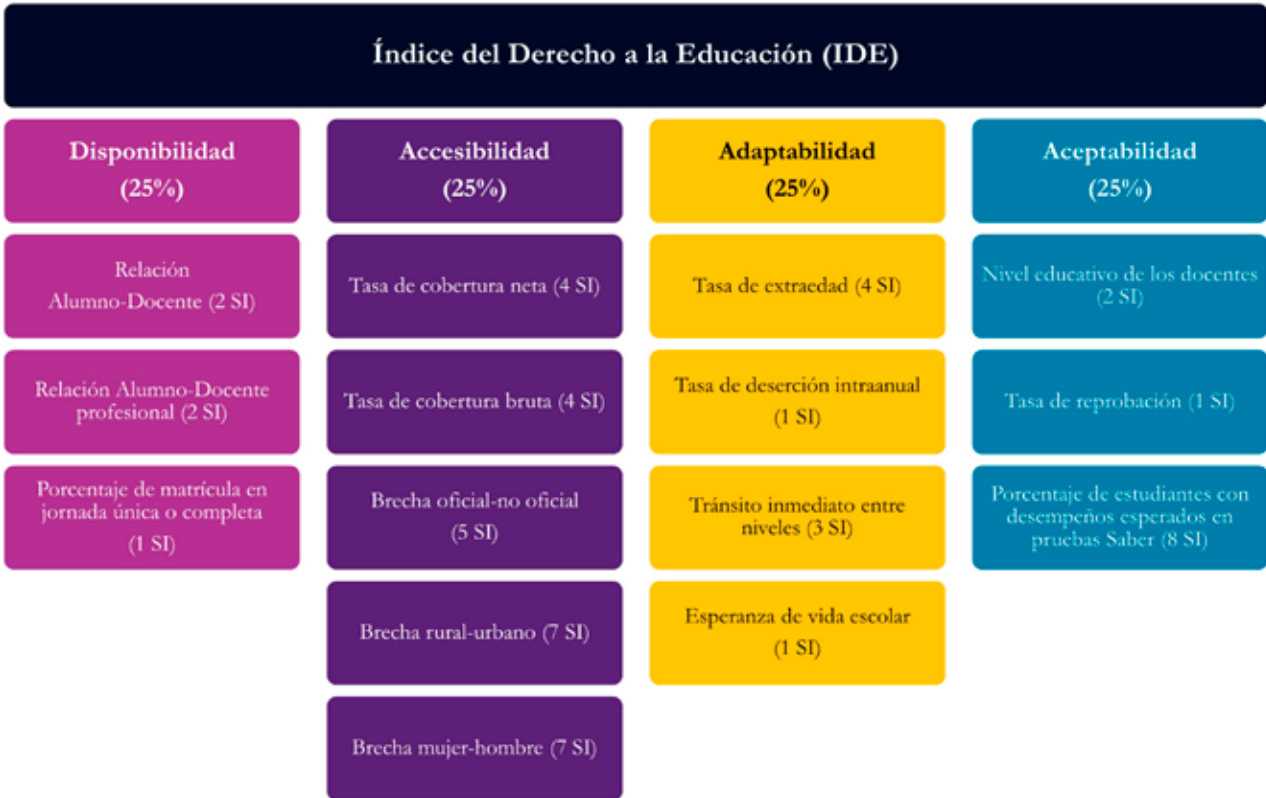 Índice del Derecho a la Educación (IDE)
Disponibilidad
(25%)
Relación
Alumno-Docente (2 SI)
Relación Alumno-Docente
profesional (2 SI)
Porcentaje de matrícula en
jornada única o completa
(1 SI)
Accesibilidad
(25%)
Tasa de cobertura neta (4 SI)
Tasa de cobertura bruta (4 SI)
Brecha oficial-no oficial
(5 SI)
Brecha rural-urbano (7 SI)
Brecha mujer-hombre (7 SI)
Adaptabilidad
(25%)
Tasa de extraedad (4 SI)
Tasa de deserción intraanual
(1 SI)
Tránsito inmediato entre
niveles (3 SI)
Esperanza de vida escolar
(1 SI)
Aceptabilidad
(25%)
Nivel educativo de los docentes
(2 SI)
Tasa de reprobación (1 SI)
Porcentaje de estudiantes con
desempeños esperados en
pruebas Saber (8 SI)